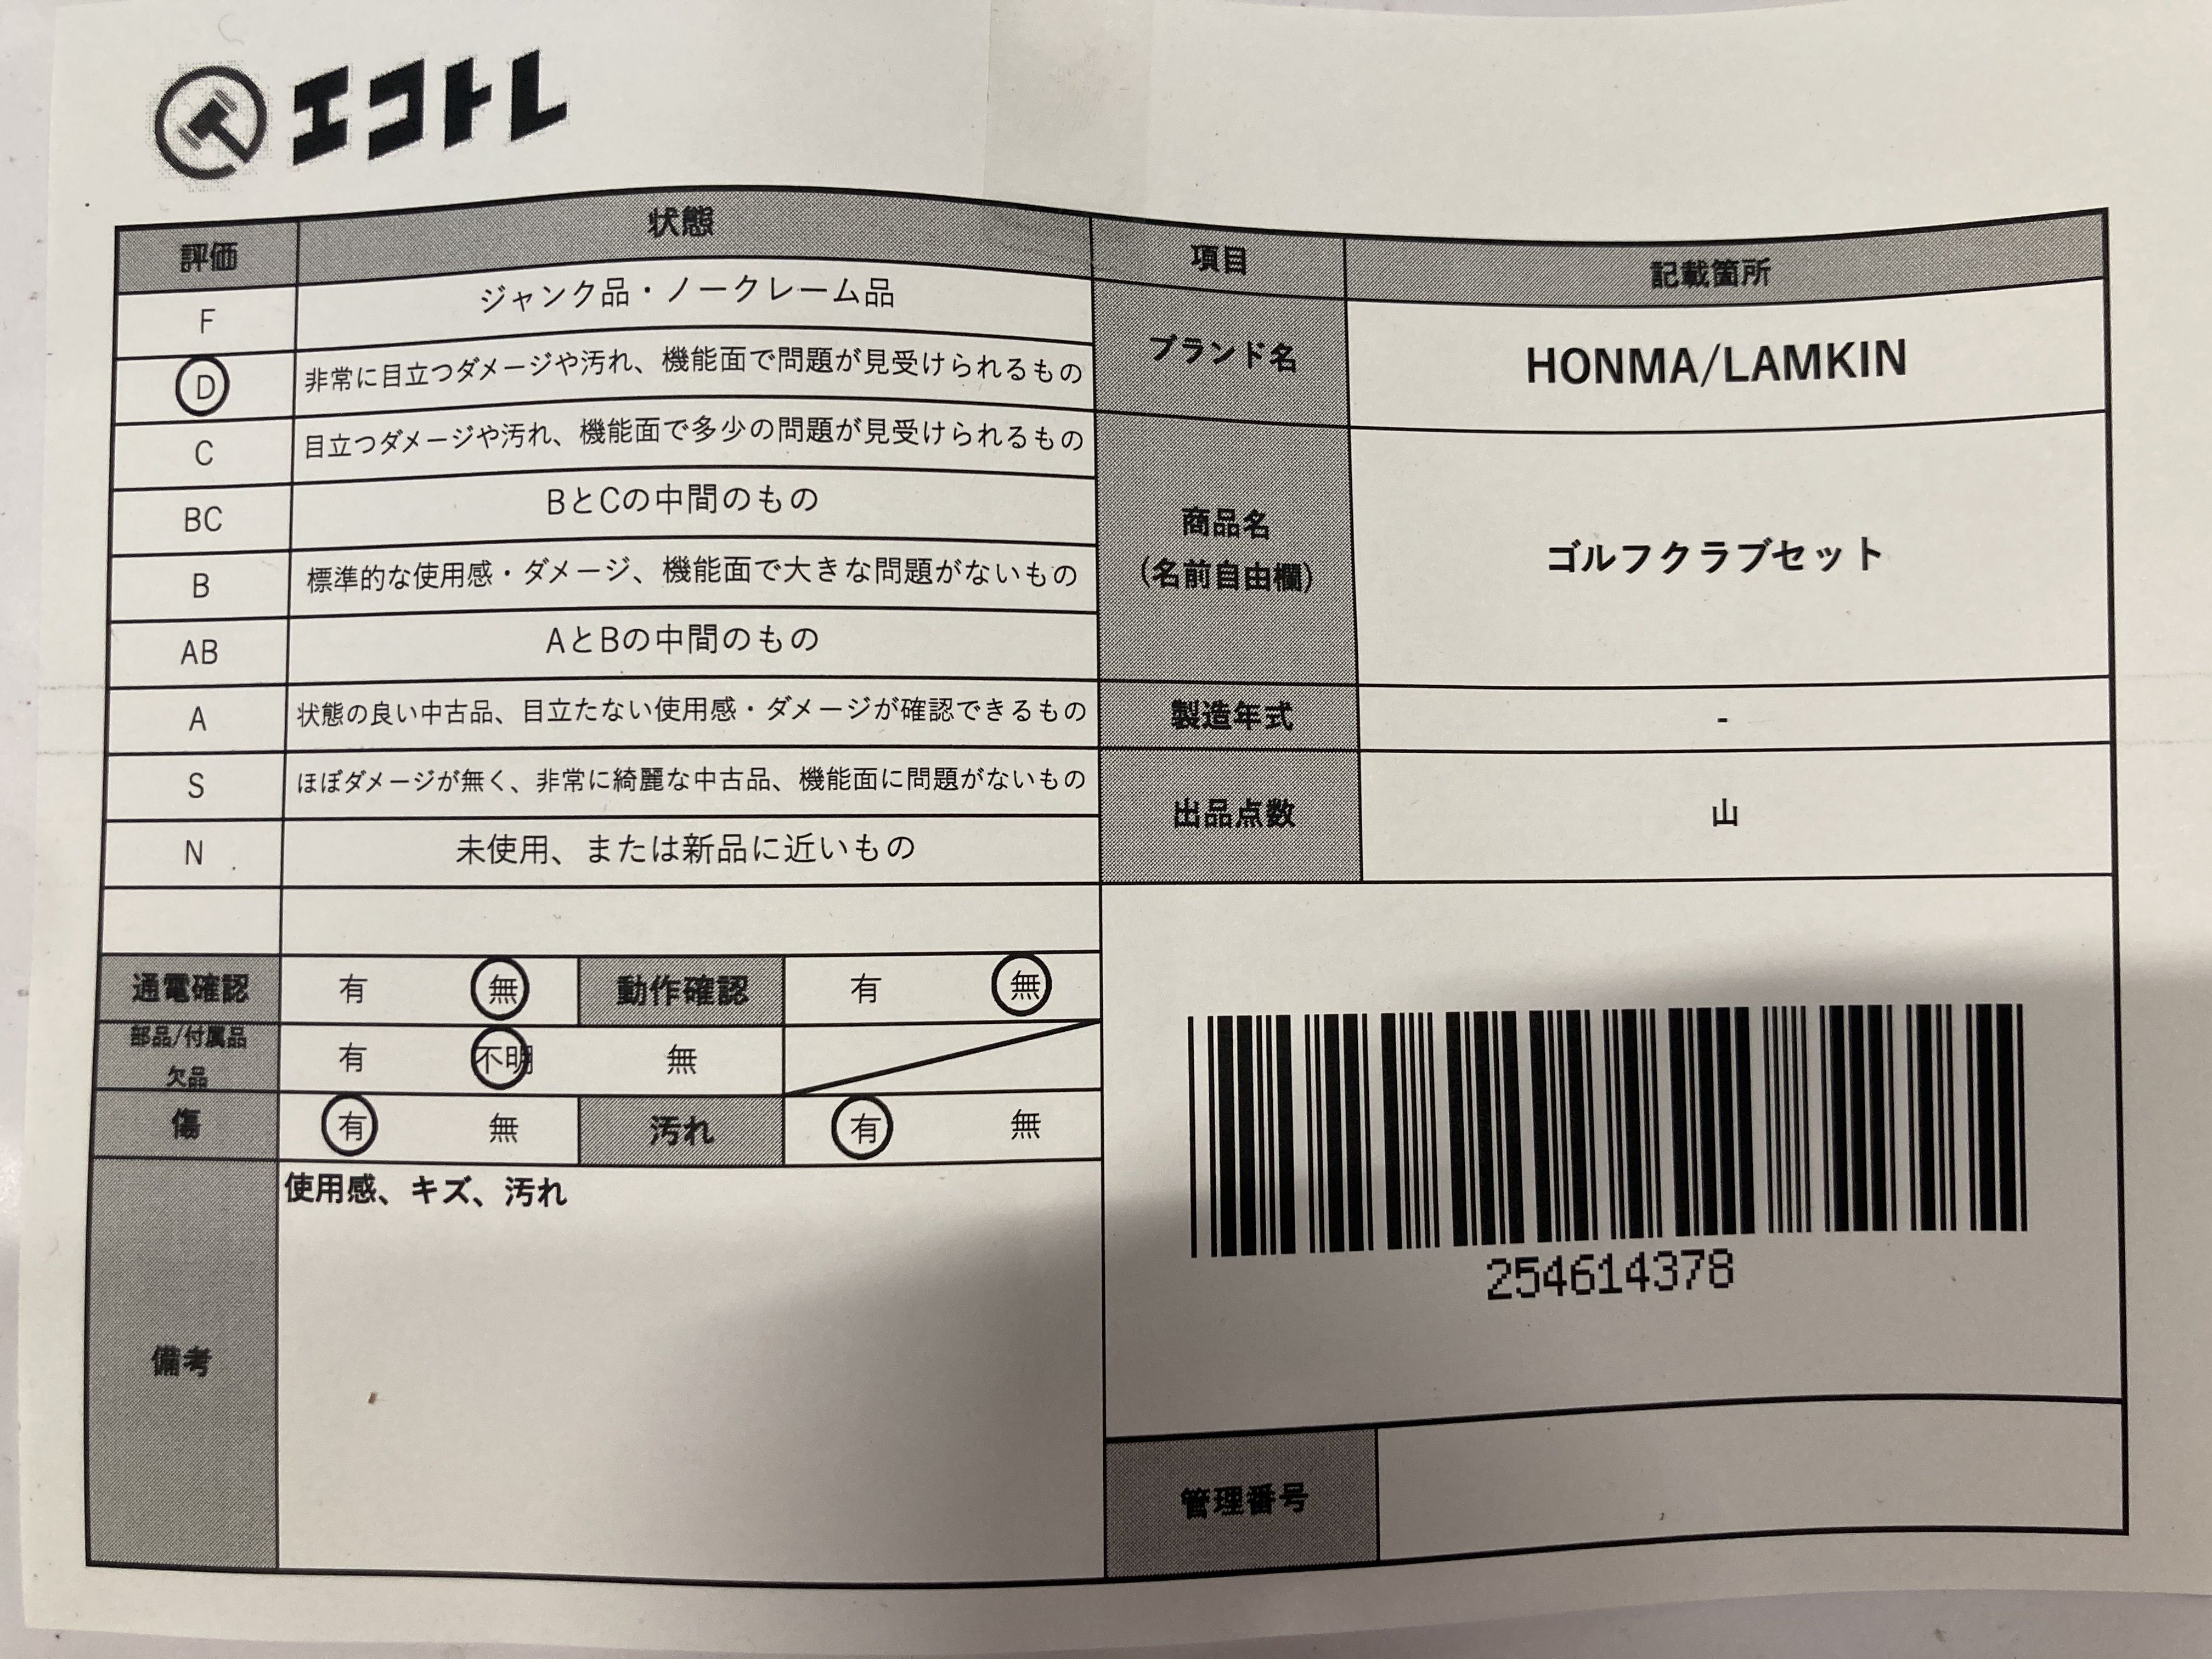 エコトレ
評価 状態
F ジャンク品・ノークレーム品
D 非常に目立つダメージや汚れ、機能面で問題が見受けられるもの
C 目立つダメージや汚れ、機能面で多少の問題が見受けられるもの
BC BとCの中間のもの
B 標準的な使用感・ダメージ、機能面で大きな問題がないもの
AB AとBの中間のもの
A 状態の良い中古品、目立たない使用感・ダメージが確認できるもの
S ほぼダメージが無く、非常に綺麗な中古品、機能面に問題がないもの
N 未使用、または新品に近いもの
通電確認 有 無 動作確認 有 無
部品/付属品
欠品 有 不明 無
傷 有 無 汚れ 有 無
備考 使用感、キズ、汚れ
項目 記載箇所
ブランド名 HONMA/LAMKIN
商品名
(名前自由欄) ゴルフクラブセット
製造年式 -
出品点数 山
254614378
管理番号